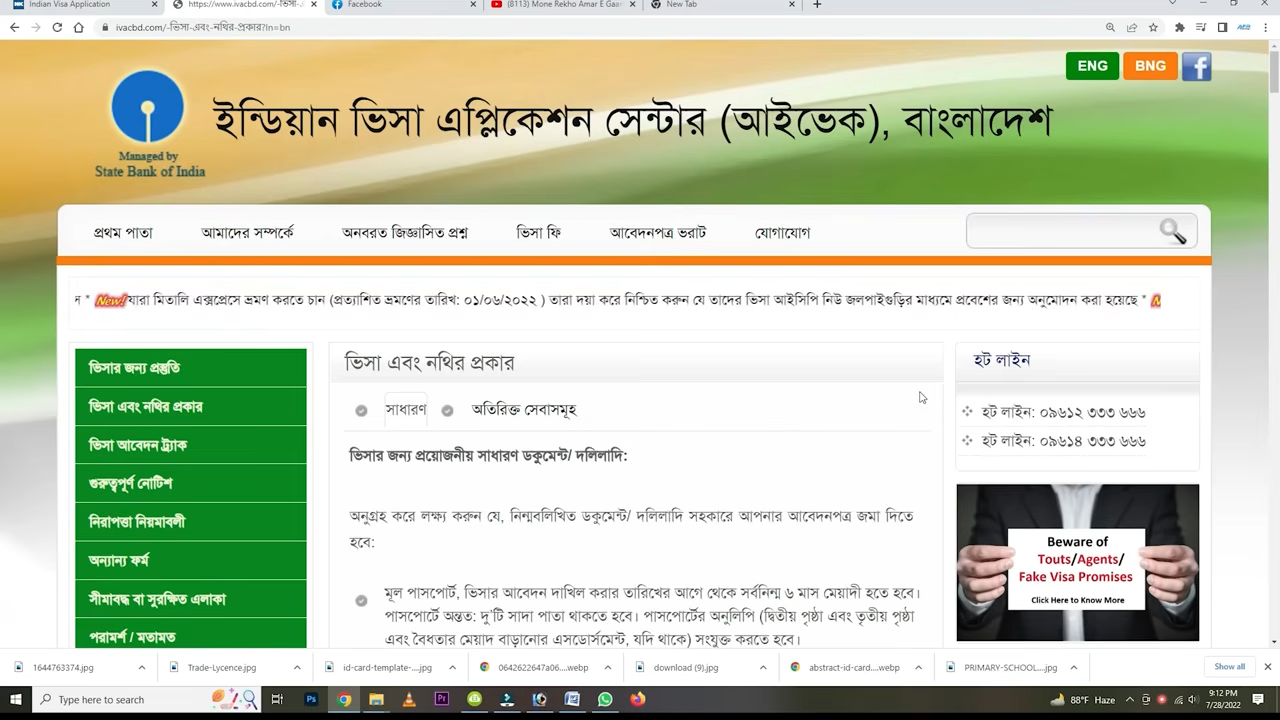 Indian Visa Application
https://www.ivacbd.com/-ভিসা-এবং-
Facebook
(8113) Mone Rekho Amar E Gaan
New Tab
ivacbd.com/-ভিসা-এবং-নথির-প্রকার?ln=bn
ENG
BNG
ইন্ডিয়ান ভিসা এপ্লিকেশন সেন্টার (আইভেক), বাংলাদেশ
Managed by
State Bank of India
প্রথম পাতা
আমাদের সম্পর্কে
অনবরত জিজ্ঞাসিত প্রশ্ন
ভিসা ফি
আবেদনপত্র ভরাট
যোগাযোগ
* New! যারা মিতালি এক্সপ্রেসে ভ্রমণ করতে চান (প্রত্যাশিত ভ্রমণের তারিখ: ০১/০৬/২০২২ ) তারা দয়া করে নিশ্চিত করুন যে তাদের ভিসা আইসিপি নিউ জলপাইগুড়ির মাধ্যমে প্রবেশের জন্য অনুমোদন করা হয়েছে *
ভিসার জন্য প্রস্তুতি
ভিসা এবং নথির প্রকার
ভিসা আবেদন ট্র্যাক
গুরুত্বপূর্ণ নোটিশ
নিরাপত্তা নিয়মাবলী
অন্যান্য ফর্ম
সীমাবদ্ধ বা সুরক্ষিত এলাকা
পরামর্শ / মতামত
ভিসা এবং নথির প্রকার
সাধারণ
অতিরিক্ত সেবাসমূহ
ভিসার জন্য প্রয়োজনীয় সাধারণ ডকুমেন্ট/ দলিলাদি:
অনুগ্রহ করে লক্ষ্য করুন যে, নিন্মবলিখিত ডকুমেন্ট/ দলিলাদি সহকারে আপনার আবেদনপত্র জমা দিতে
হবে:
মূল পাসপোর্ট, ভিসার আবেদন দাখিল করার তারিখের আগে থেকে সর্বনিন্ম ৬ মাস মেয়াদী হতে হবে।
পাসপোর্টে অন্তত: দু'টি সাদা পাতা থাকতে হবে। পাসপোর্টের অনুলিপি (দ্বিতীয় পৃষ্ঠা এবং তৃতীয় পৃষ্ঠা
এবং বৈধতার মেয়াদ বাড়ানোর এসডোর্সমেন্ট, যদি থাকে) সংযুক্ত করতে হবে।
হট লাইন
হট লাইন: ০৯৬১২ ৩৩৩ ৬৬৬
হট লাইন: ০৯৬১৪ ৩৩৩ ৬৬৬
Beware of
Touts/Agents/
Fake Visa Promises
Click Here to Know More
1644763374.jpg
Trade-Lycence.jpg
id-card-template-....jpg
0642622647a06....webp
download (9).jpg
abstract-id-card....webp
PRIMARY-SCHOOL....jpg
Show all
Type here to search
88°F Haze
9:12 PM
7/28/2022